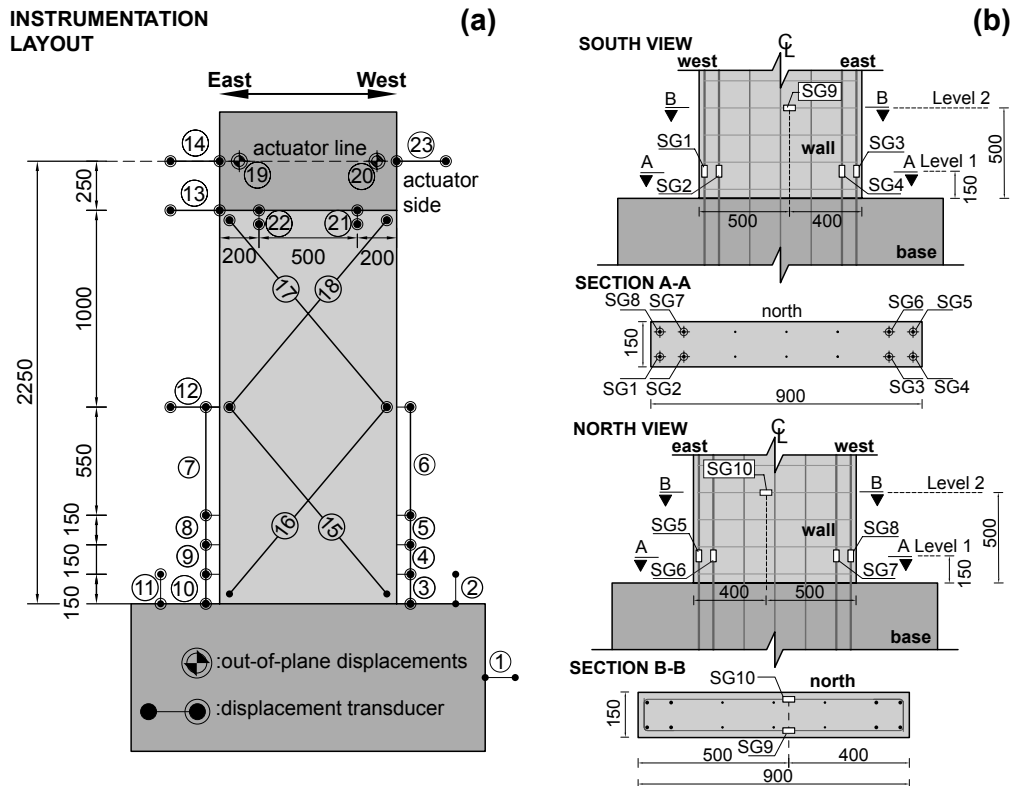 INSTRUMENTATION
LAYOUT
(a)
East West
14 actuator line 23
19 20
actuator
side
13
22 21
200 500 200
17 18
250
1000
2250
12
550
7 6
16 15
150
8 5
150
9 4
150
11 10 3 2
1
:out-of-plane displacements
:displacement transducer
(b)
SOUTH VIEW
CL
west east
SG9
B B Level 2
SG1 wall SG3
A A Level 1
SG2 SG4
150
500
500 400
base
SECTION A-A
SG8 SG7 north SG6 SG5
150
SG1 SG2 SG3 SG4
900
NORTH VIEW
CL
east west
SG10
B B Level 2
SG5 wall SG8
A A Level 1
SG6 SG7
150
500
400 500
base
SECTION B-B
SG10 north
150
SG9
500 400
900